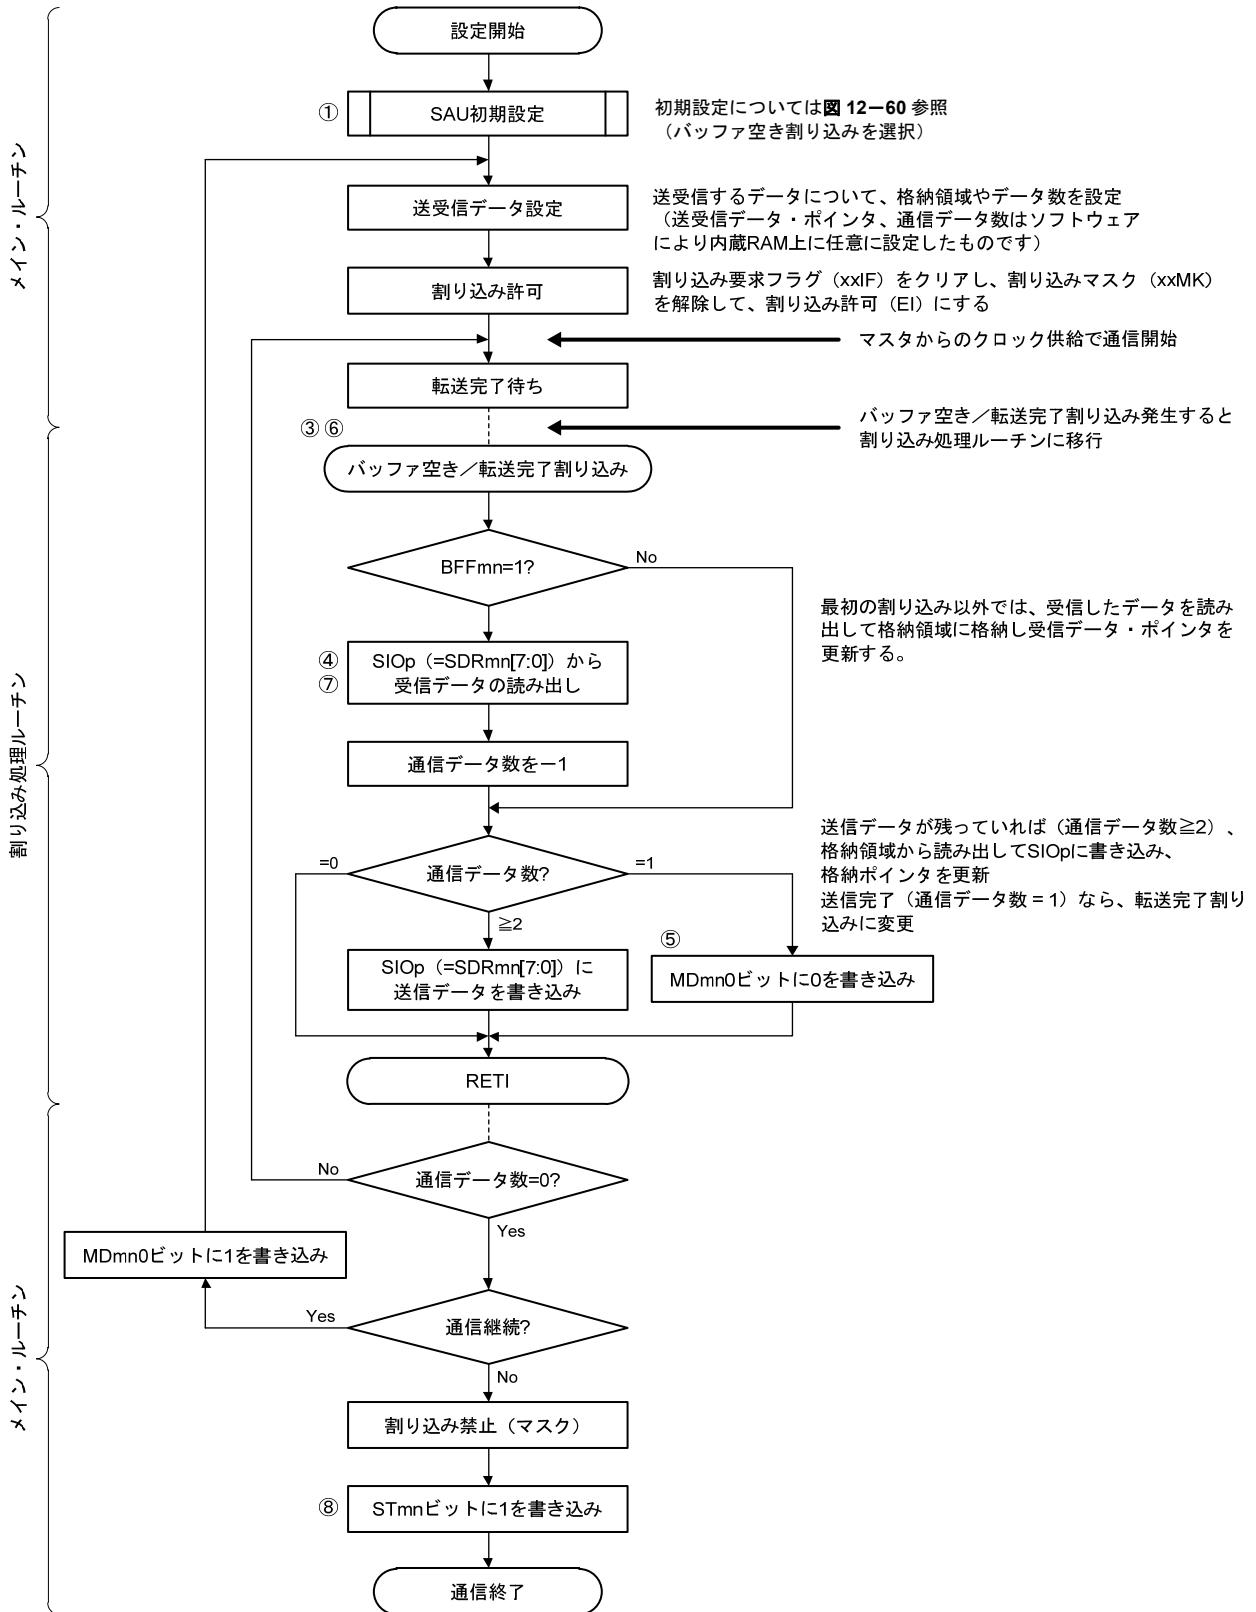 設定開始
①
SAU初期設定
初期設定については図 12－60 参照
（バッファ空き割り込みを選択）
メイン・ルーチン
送受信データ設定
送受信するデータについて、格納領域やデータ数を設定
（送受信データ・ポインタ、通信データ数はソフトウェア
により内蔵RAM上に任意に設定したものです）
割り込み許可
割り込み要求フラグ（xxIF）をクリアし、割り込みマスク（xxMK）
を解除して、割り込み許可（EI）にする
マスタからのクロック供給で通信開始
転送完了待ち
③ ⑥
バッファ空き／転送完了割り込み発生すると
割り込み処理ルーチンに移行
バッファ空き／転送完了割り込み
BFFmn=1?
No
最初の割り込み以外では、受信したデータを読み
出して格納領域に格納し受信データ・ポインタを
更新する。
④
⑦
SIOp（=SDRmn[7:0]）から
受信データの読み出し
割り込み処理ルーチン
通信データ数を－1
送信データが残っていれば（通信データ数≧2）、
格納領域から読み出してSIOpに書き込み、
格納ポインタを更新
送信完了（通信データ数 = 1）なら、転送完了割り
込みに変更
=0
通信データ数?
=1
≧2
⑤
SIOp（=SDRmn[7:0]）に
送信データを書き込み
MDmn0ビットに0を書き込み
RETI
No
通信データ数=0?
Yes
MDmn0ビットに1を書き込み
メイン・ルーチン
Yes
通信継続?
No
割り込み禁止（マスク）
⑧
STmnビットに1を書き込み
通信終了